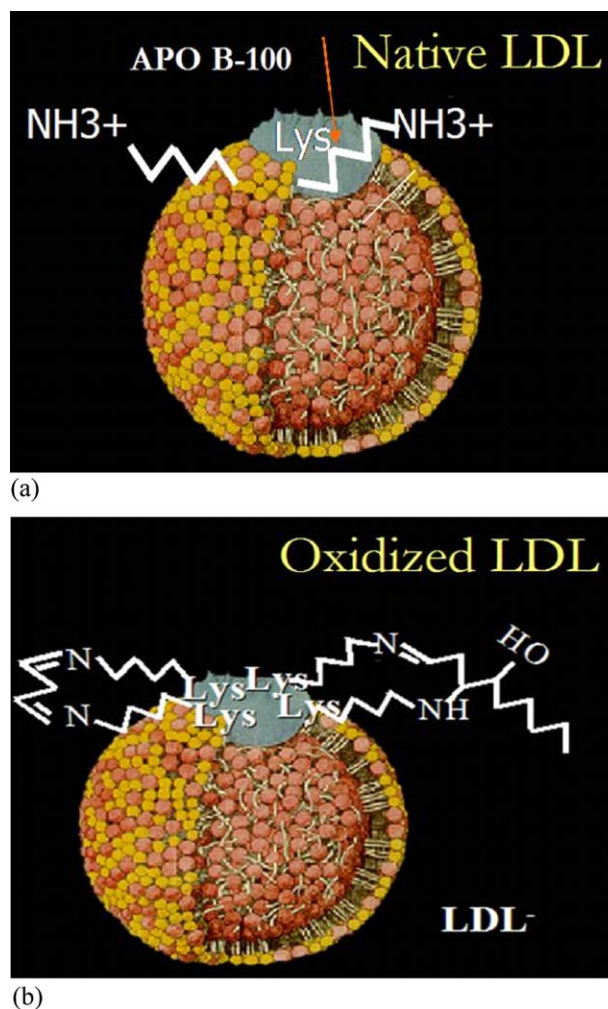 APO B-100
Native LDL
NH3+
Lys
NH3+
(a)
Oxidized LDL
N
N
HO
Lys
Lys
Lys
Lys
N
NH
LDL-
(b)